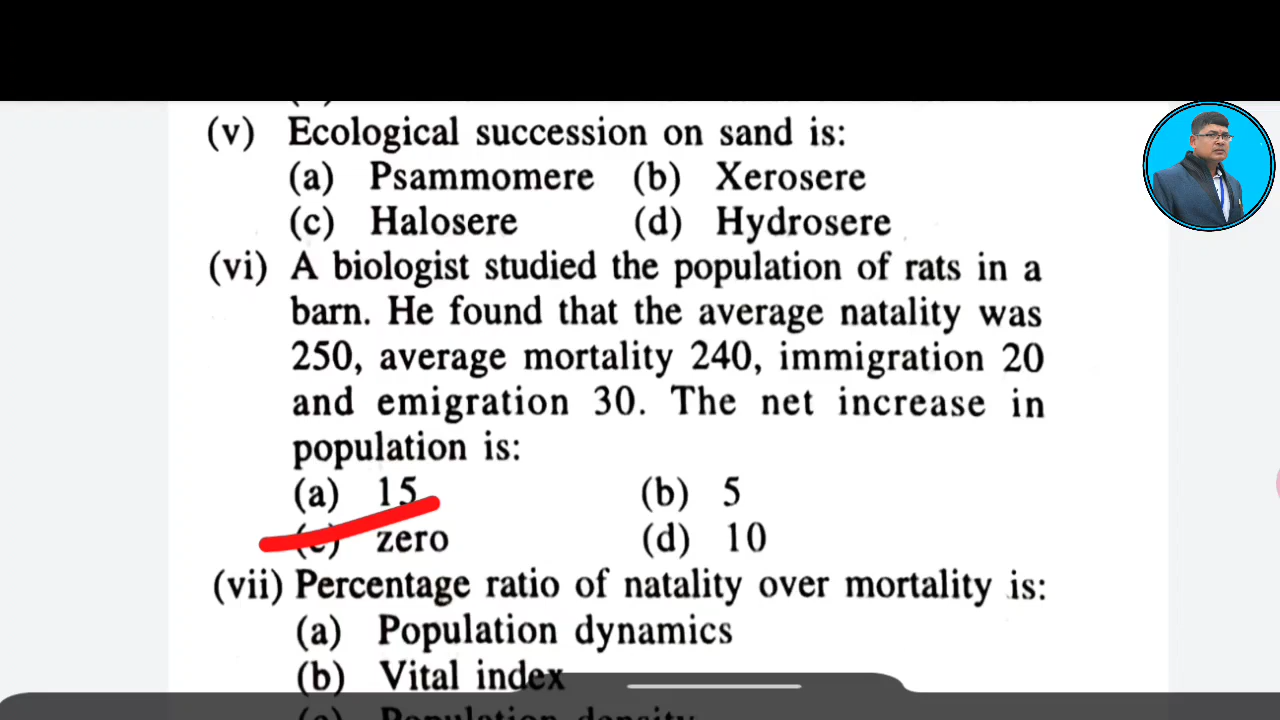 (v) Ecological succession on sand is:
(a) Psammomere (b) Xerosere
(c) Halosere (d) Hydrosere
(vi) A biologist studied the population of rats in a
barn. He found that the average natality was
250, average mortality 240, immigration 20
and emigration 30. The net increase in
population is:
(a) 15 (b) 5
(c) zero (d) 10
(vii) Percentage ratio of natality over mortality is:
(a) Population dynamics
(b) Vital index
Population density